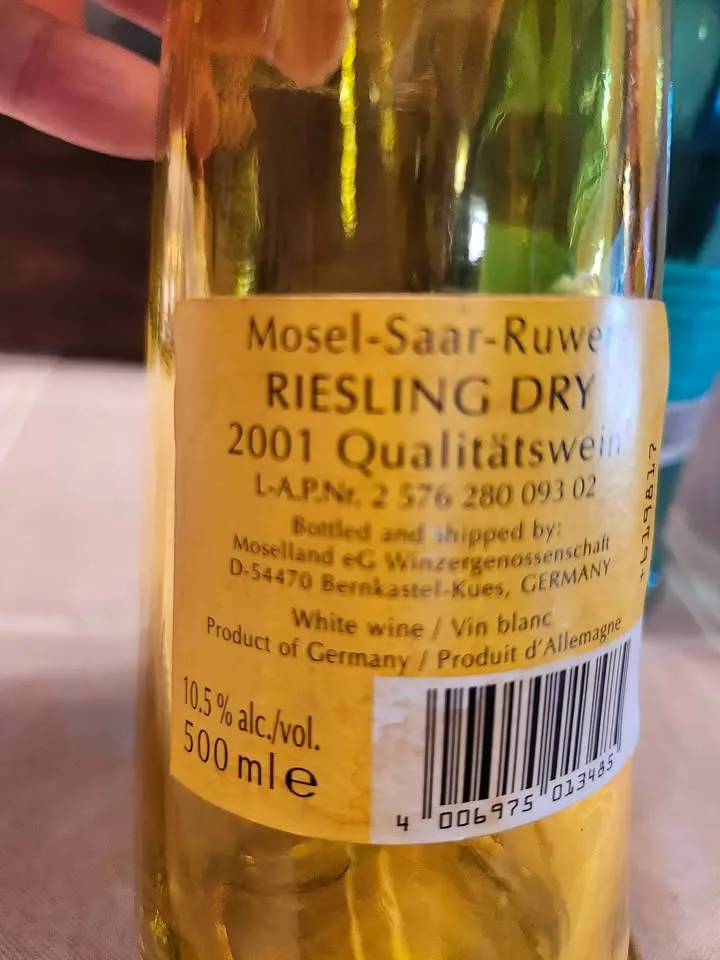 Mosel-Saar-Ruwer
RIESLING DRY
2001 Qualitätswein
L-A.P.Nr. 2 576 280 093 02
Bottled and shipped by:
Moselland eG Winzergenossenschaft
D-54470 Bernkastel-Kues, GERMANY
White wine / Vin blanc
Product of Germany / Produit d'Allemagne
10.5 % alc./vol.
500 ml e
4 006975 013485